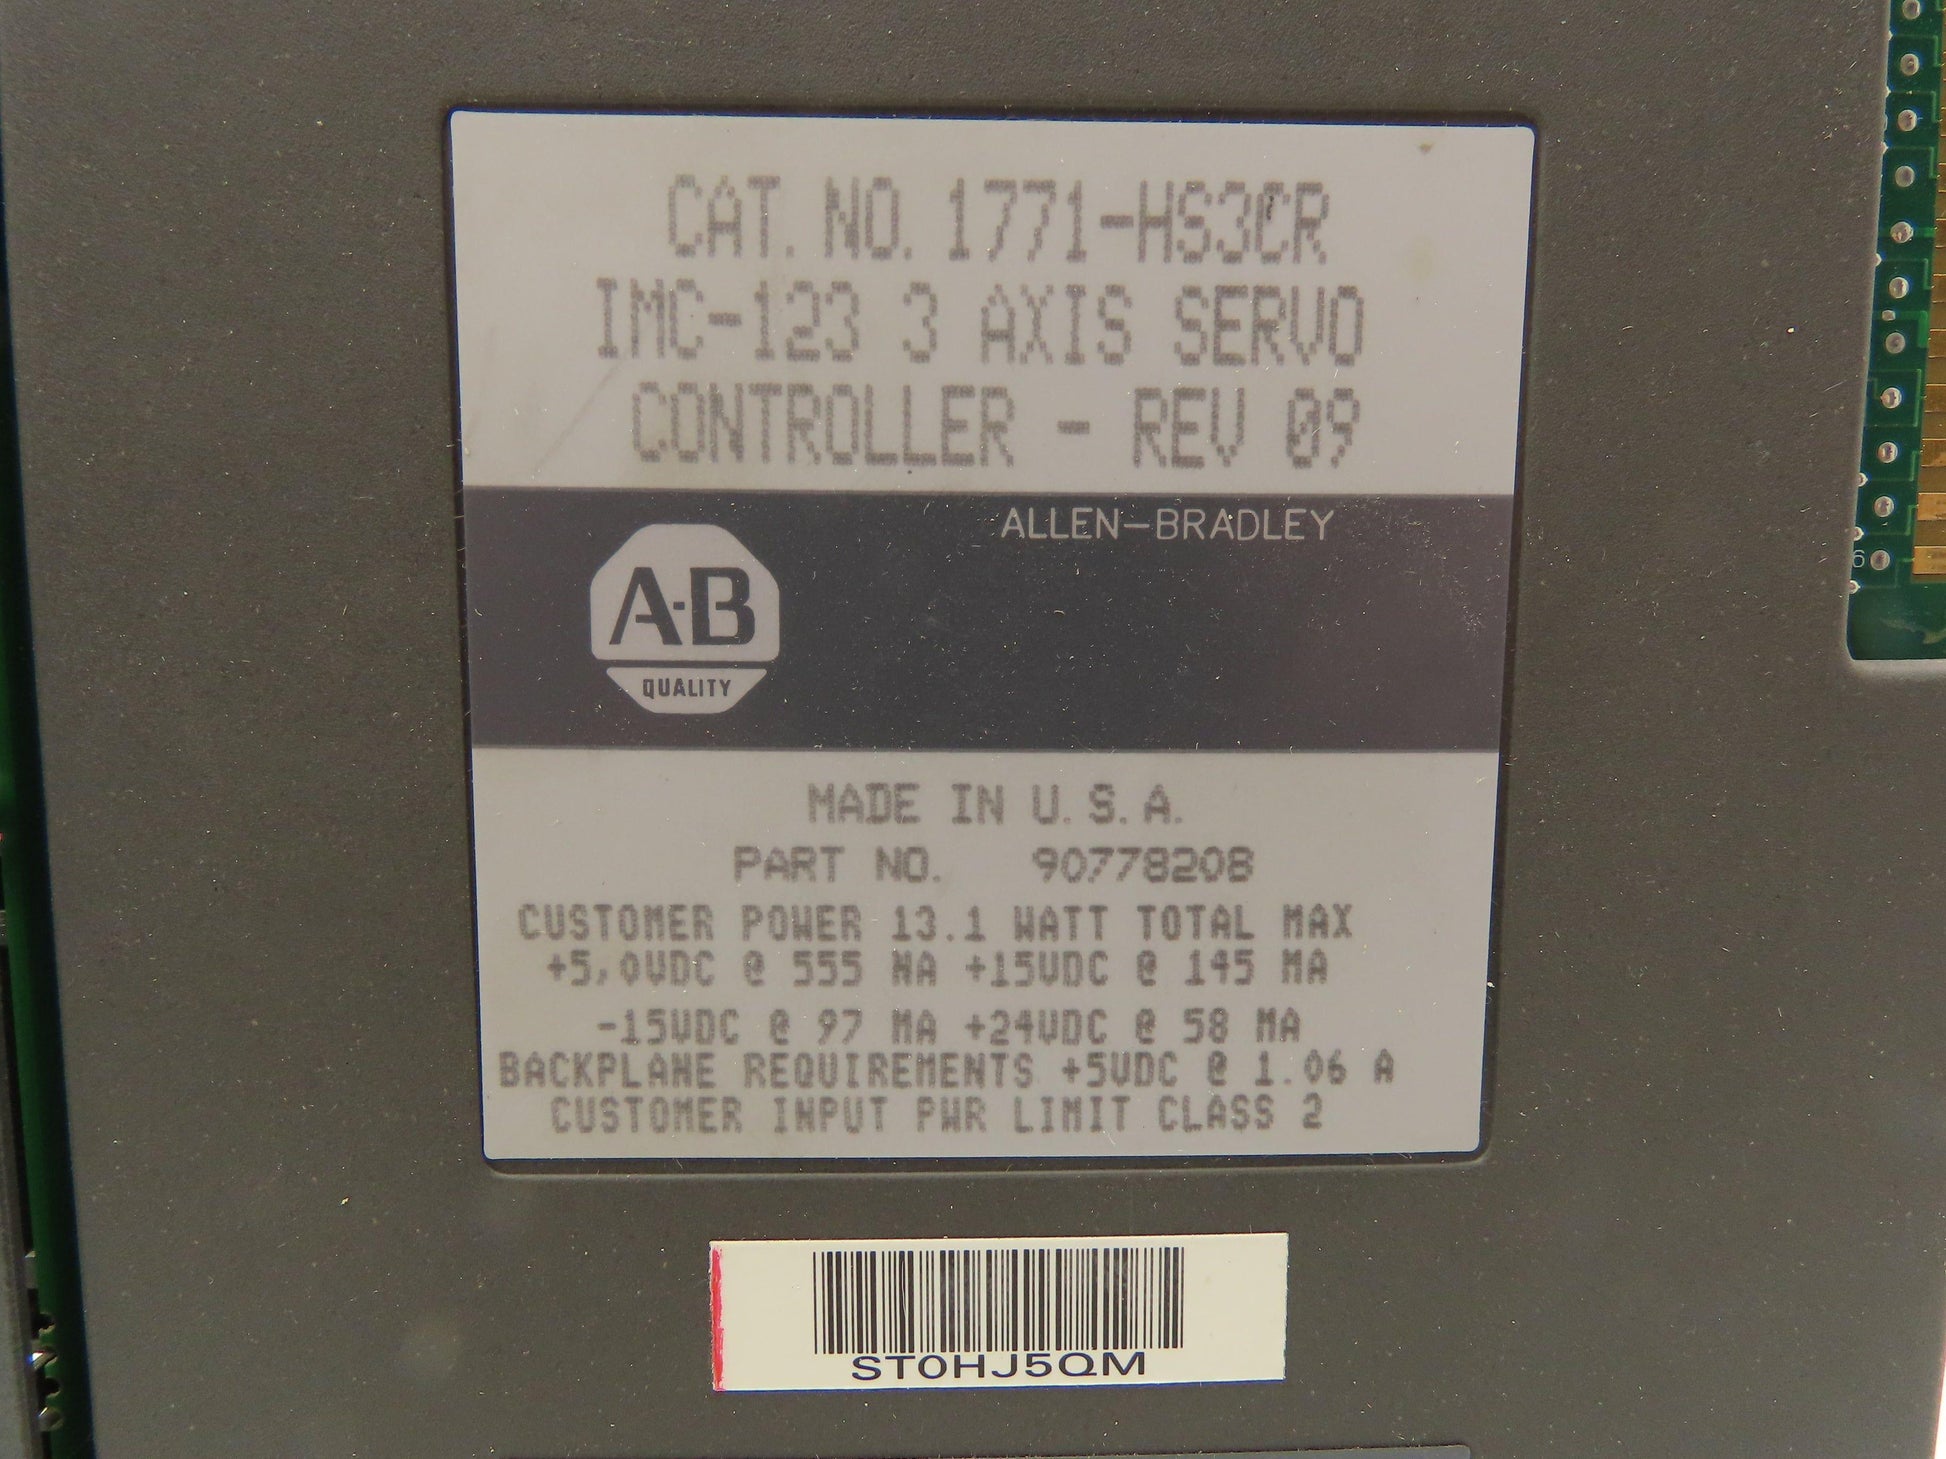 CAT. NO. 1771-HS3CR
IMC-123 3 AXIS SERVO
CONTROLLER - REV 09
ALLEN-BRADLEY
A-B
QUALITY
MADE IN U.S.A.
PART NO. 90778208
CUSTOMER POWER 13.1 WATT TOTAL MAX
+5.0VDC @ 555 MA +15VDC @ 145 MA
-15VDC @ 97 MA +24VDC @ 58 MA
BACKPLANE REQUIREMENTS +5VDC @ 1.06 A
CUSTOMER INPUT PWR LIMIT CLASS 2
ST0HJ5QM
6